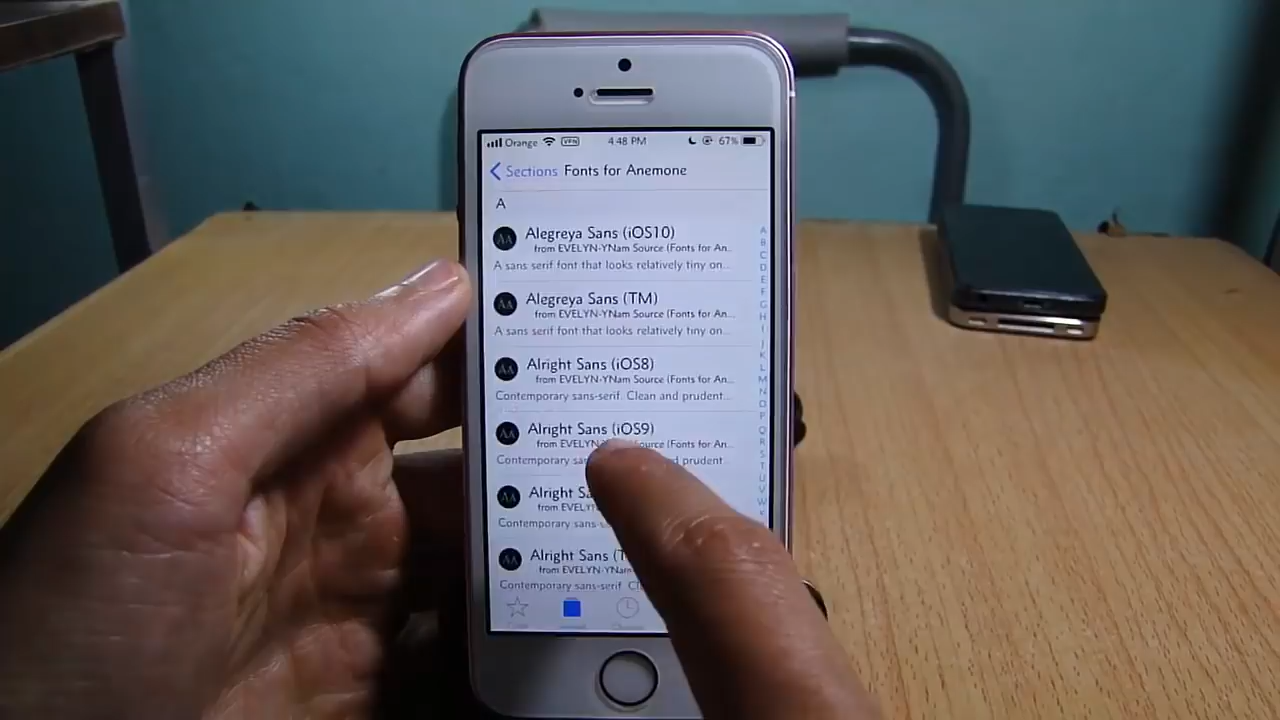 Orange VPN 4:48 PM 67%
Sections Fonts for Anemone
A
Alegreya Sans (iOS10)
from EVELYN-YNam Source (Fonts for An...
A sans serif font that looks relatively tiny on...
Alegreya Sans (TM)
from EVELYN-YNam Source (Fonts for An...
A sans serif font that looks relatively tiny on...
Alright Sans (iOS8)
from EVELYN-YNam Source (Fonts for An...
Contemporary sans-serif. Clean and prudent...
Alright Sans (iOS9)
from EVELYN Source (Fonts for An...
Contemporary prudent...
Alright
from
Contemporary
Alright Sans
from EVELYN-YNam
Contemporary sans-serif.
A
B
C
D
E
F
G
H
I
J
K
L
M
N
O
P
Q
R
S
T
U
V
W